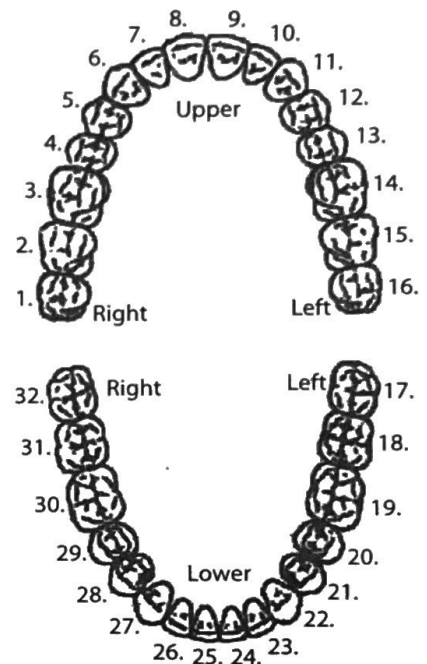 8. 9.
7. 10.
6. 11.
5. Upper 12.
4. 13.
3. 14.
2. 15.
1. Right Left 16.
32. Right Left 17.
31. 18.
30. 19.
29. 20.
28. Lower 21.
27. 22.
26. 25. 24. 23.